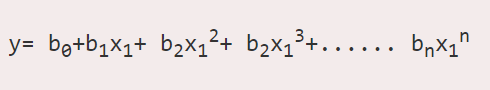 y= b₀+b₁x₁+ b₂x₁²+ b₂x₁³+...... bₙx₁ⁿ